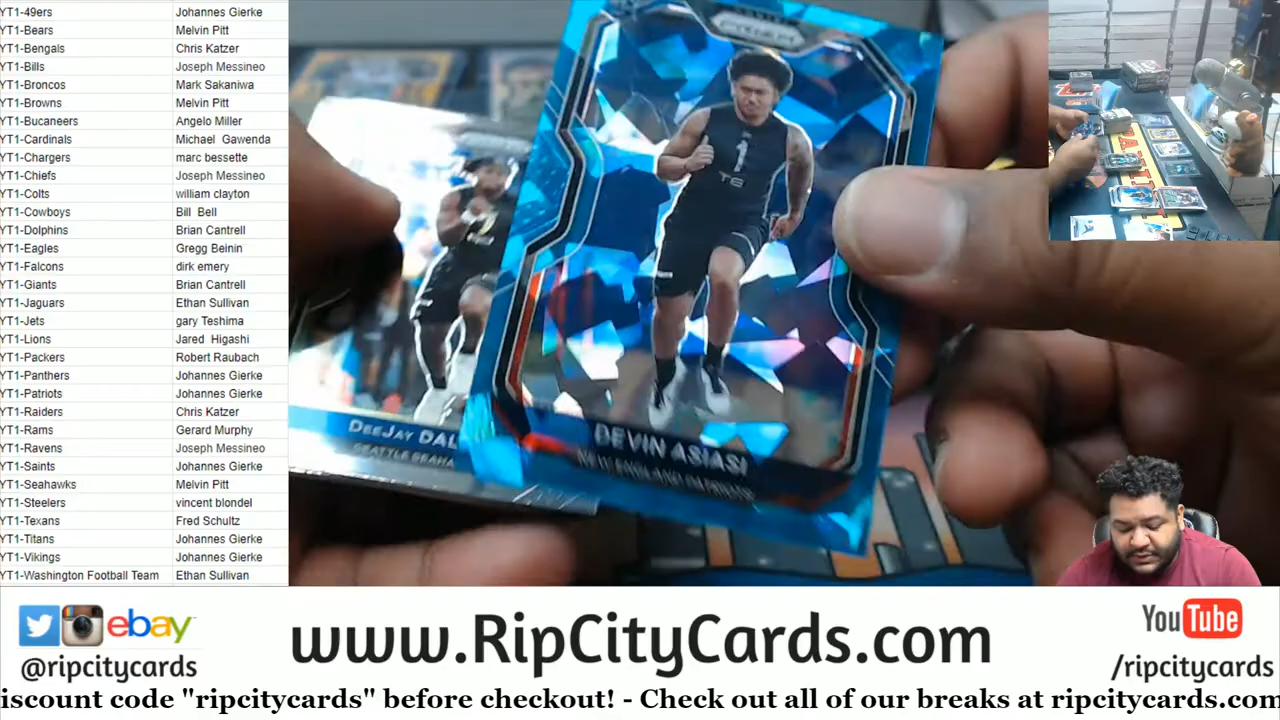 YT1-49ers Johannes Gierke
YT1-Bears Melvin Pitt
YT1-Bengals Chris Katzer
YT1-Bills Joseph Messineo
YT1-Broncos Mark Sakaniwa
YT1-Browns Melvin Pitt
YT1-Bucaneers Angelo Miller
YT1-Cardinals Michael Gawenda
YT1-Chargers marc bessette
YT1-Chiefs Joseph Messineo
YT1-Colts william clayton
YT1-Cowboys Bill Bell
YT1-Dolphins Brian Cantrell
YT1-Eagles Gregg Beinin
YT1-Falcons dirk emery
YT1-Giants Brian Cantrell
YT1-Jaguars Ethan Sullivan
YT1-Jets gary Teshima
YT1-Lions Jared Higashi
YT1-Packers Robert Raubach
YT1-Panthers Johannes Gierke
YT1-Patriots Johannes Gierke
YT1-Raiders Chris Katzer
YT1-Rams Gerard Murphy
YT1-Ravens Joseph Messineo
YT1-Saints Johannes Gierke
YT1-Seahawks Melvin Pitt
YT1-Steelers vincent blondel
YT1-Texans Fred Schultz
YT1-Titans Johannes Gierke
YT1-Vikings Johannes Gierke
YT1-Washington Football Team Ethan Sullivan
1
TE
DEVIN ASIASI
NEW ENGLAND PATRIOTS
DEEJAY DAL
SEATTLE SEAHA
ebay
@ripcitycards
www.RipCityCards.com
YouTube
/ripcitycards
iscount code "ripcitycards" before checkout! - Check out all of our breaks at ripcitycards.com